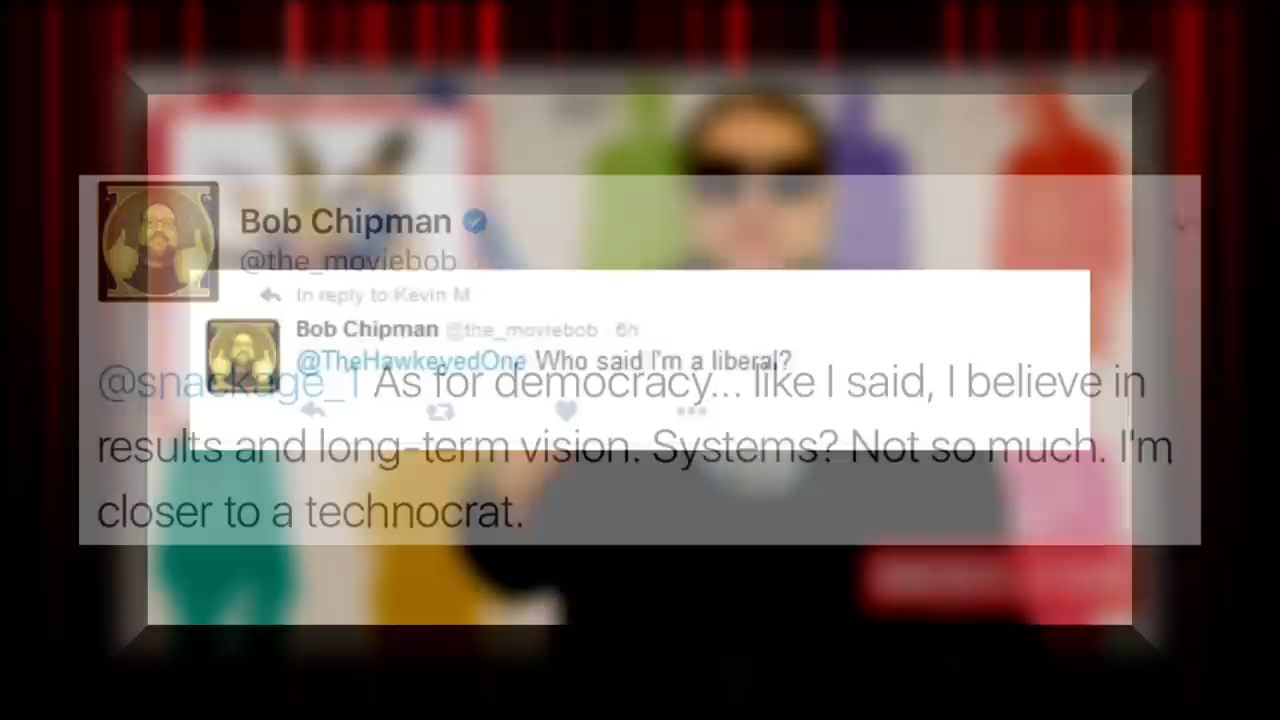 Bob Chipman
@the_moviebob
In reply to Kevin M
Bob Chipman @the_moviebob · 6h
@TheHawkeyedOne Who said I'm a liberal?
@snackage_1 As for democracy... like I said, I believe in
results and long-term vision. Systems? Not so much. I'm
closer to a technocrat.